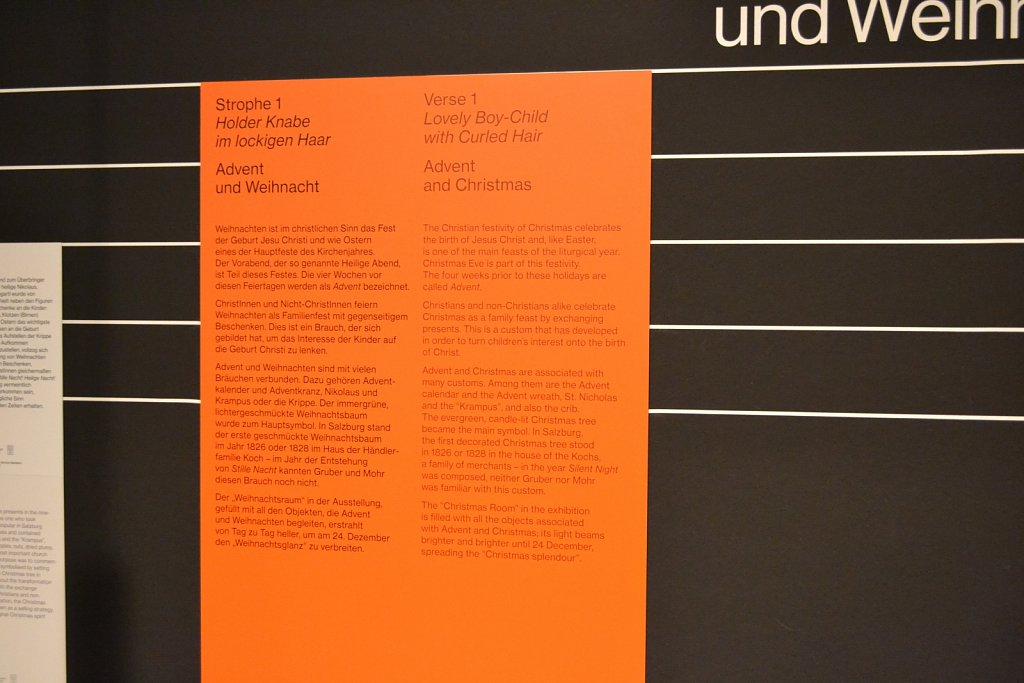 und Weihn
Strophe 1
Holder Knabe
im lockigen Haar
Advent
und Weihnacht
Weihnachten ist im christlichen Sinn das Fest
der Geburt Jesu Christi und wie Ostern
eines der Hauptfeste des Kirchenjahres.
Der Vorabend, der so genannte Heilige Abend,
ist Teil dieses Festes. Die vier Wochen vor
diesen Feiertagen werden als Advent bezeichnet.
ChristInnen und Nicht-ChristInnen feiern
Weihnachten als Familienfest mit gegenseitigem
Beschenken. Dies ist ein Brauch, der sich
gebildet hat, um das Interesse der Kinder auf
die Geburt Christi zu lenken.
Advent und Weihnachten sind mit vielen
Bräuchen verbunden. Dazu gehören Advent-
kalender und Adventkranz, Nikolaus und
Krampus oder die Krippe. Der immergrüne,
lichtergeschmückte Weihnachtsbaum
wurde zum Hauptsymbol. In Salzburg stand
der erste geschmückte Weihnachtsbaum
im Jahr 1826 oder 1828 im Haus der Händler-
familie Koch – im Jahr der Entstehung
von Stille Nacht kannten Gruber und Mohr
diesen Brauch noch nicht.
Der „Weihnachtsraum“ in der Ausstellung,
gefüllt mit all den Objekten, die Advent
und Weihnachten begleiten, erstrahlt
von Tag zu Tag heller, um am 24. Dezember
den „Weihnachtsglanz“ zu verbreiten.
Verse 1
Lovely Boy-Child
with Curled Hair
Advent
and Christmas
The Christian festivity of Christmas celebrates
the birth of Jesus Christ and, like Easter,
is one of the main feasts of the liturgical year.
Christmas Eve is part of this festivity.
The four weeks prior to these holidays are
called Advent.
Christians and non-Christians alike celebrate
Christmas as a family feast by exchanging
presents. This is a custom that has developed
in order to turn children's interest onto the birth
of Christ.
Advent and Christmas are associated with
many customs. Among them are the Advent
calendar and the Advent wreath, St. Nicholas
and the “Krampus”, and also the crib.
The evergreen, candle-lit Christmas tree
became the main symbol. In Salzburg,
the first decorated Christmas tree stood
in 1826 or 1828 in the house of the Kochs,
a family of merchants – in the year Silent Night
was composed, neither Gruber nor Mohr
was familiar with this custom.
The “Christmas Room” in the exhibition
is filled with all the objects associated
with Advent and Christmas; its light beams
brighter and brighter until 24 December,
spreading the “Christmas splendour”.